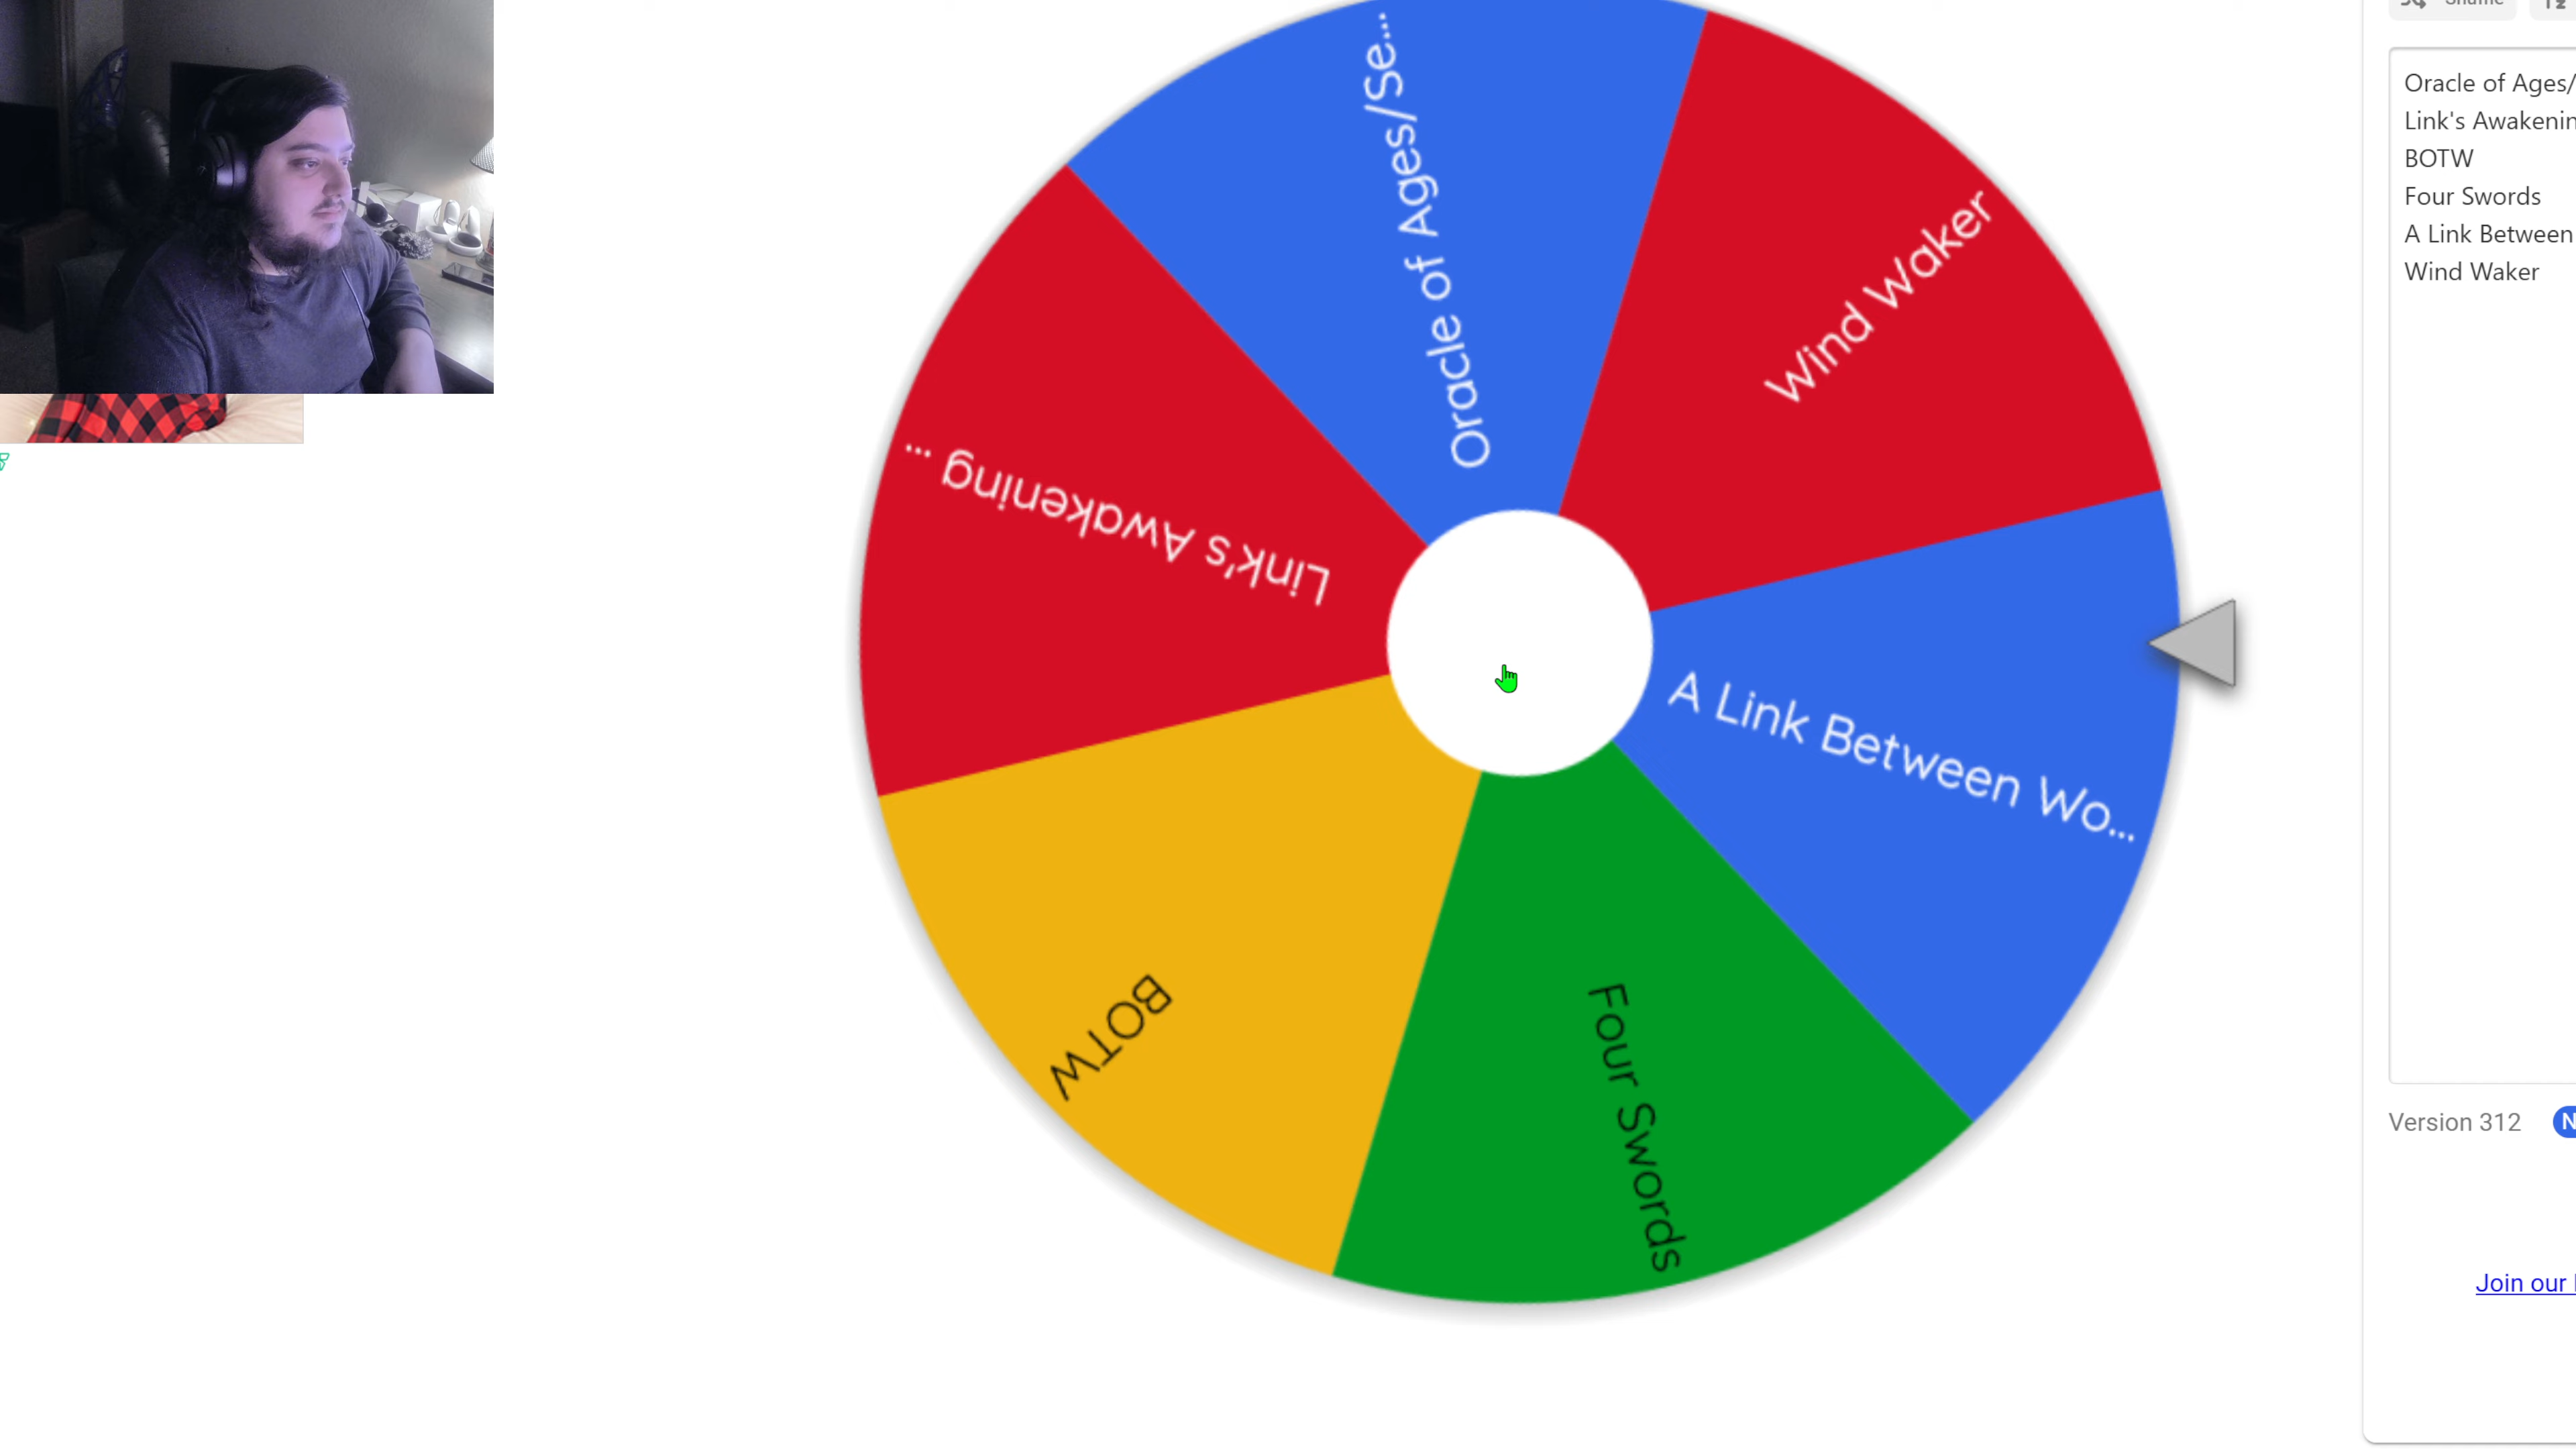 Oracle of Ages/Se...
Wind Waker
Link's Awakening ...
A Link Between Wo...
BOTW
Four Swords
Oracle of Ages/
Link's Awakenin
BOTW
Four Swords
A Link Between
Wind Waker
Version 312
Join our